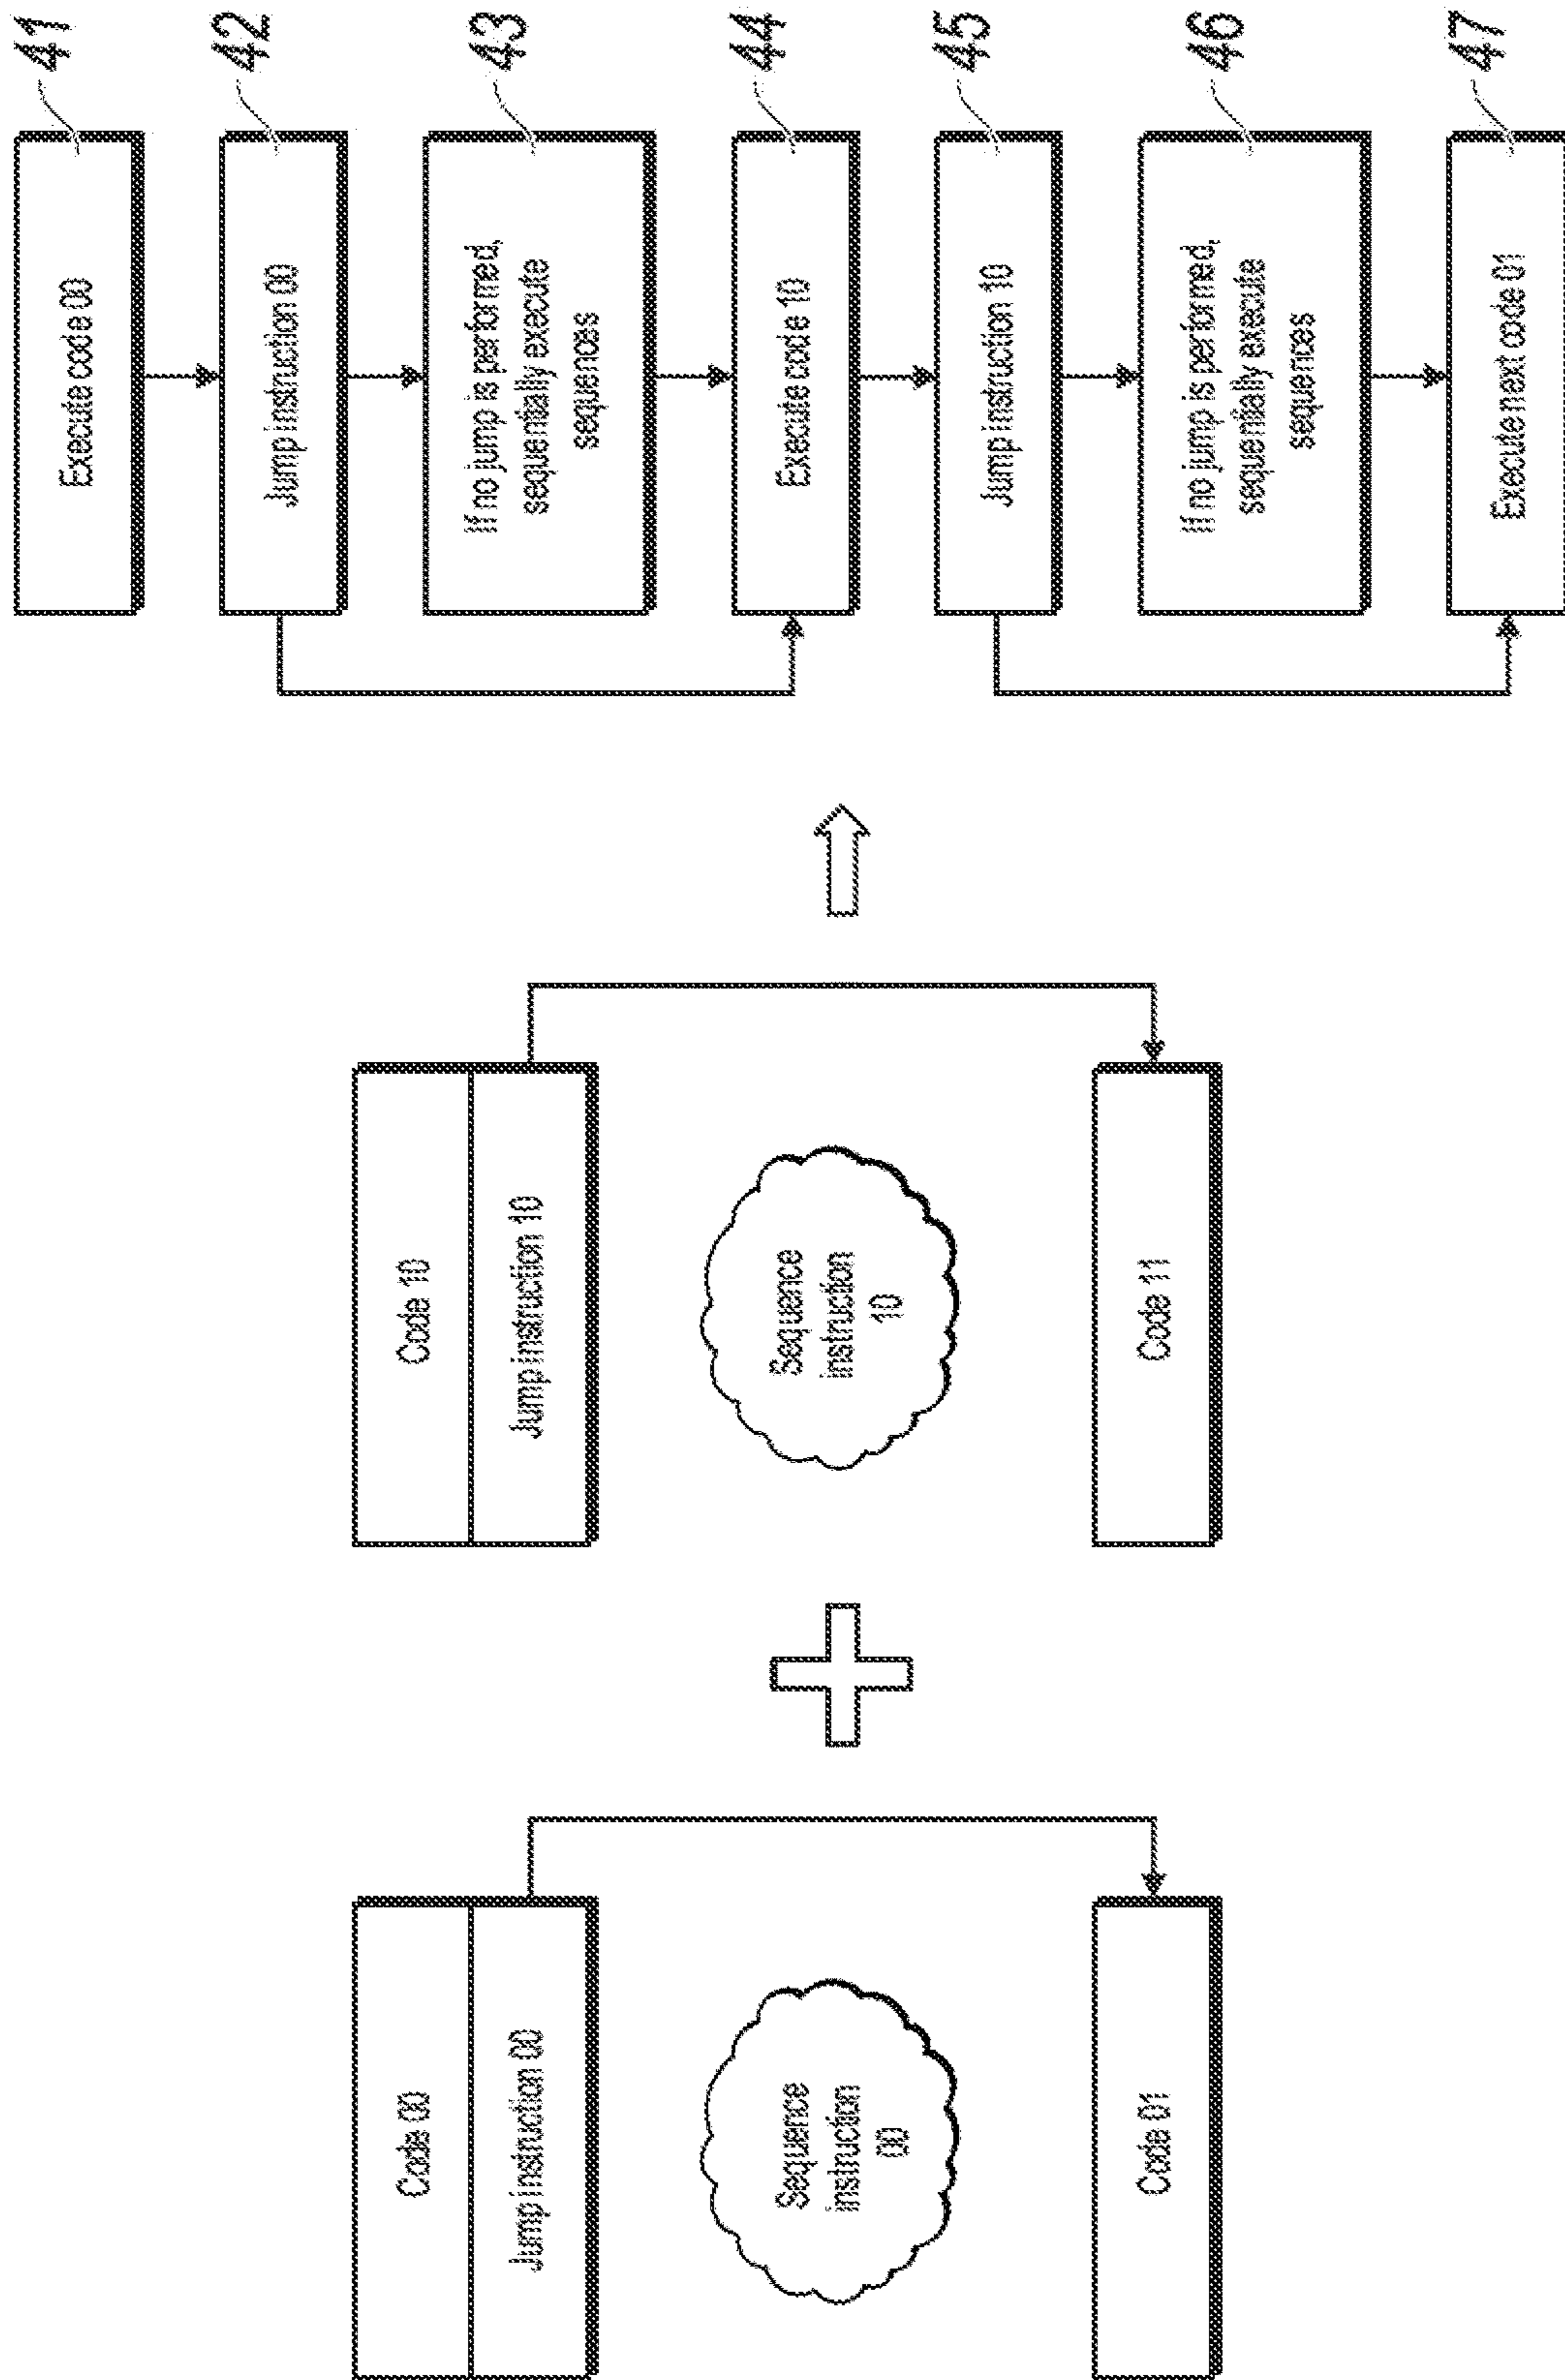 Code 00
Jump instruction 00
Sequence
instruction
00
Code 01
Code 10
Jump instruction 10
Sequence
instruction
10
Code 11
Execute code 00
41
Jump instruction 00
42
If no jump is performed,
sequentially execute
sequences
43
Execute code 10
44
Jump instruction 10
45
If no jump is performed,
sequentially execute
sequences
46
Execute next code 01
47